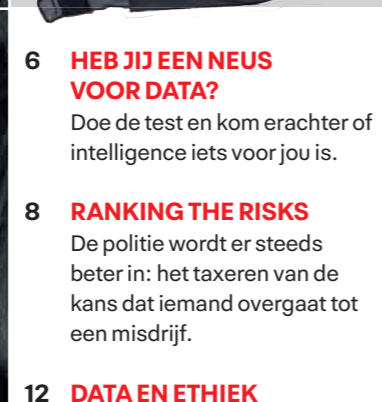 6 HEB JIJ EEN NEUS
VOOR DATA?
Doe de test en kom erachter of
intelligence iets voor jou is.
8 RANKING THE RISKS
De politie wordt er steeds
beter in: het taxeren van de
kans dat iemand overgaat tot
een misdrijf.
12 DATA EN ETHIEK